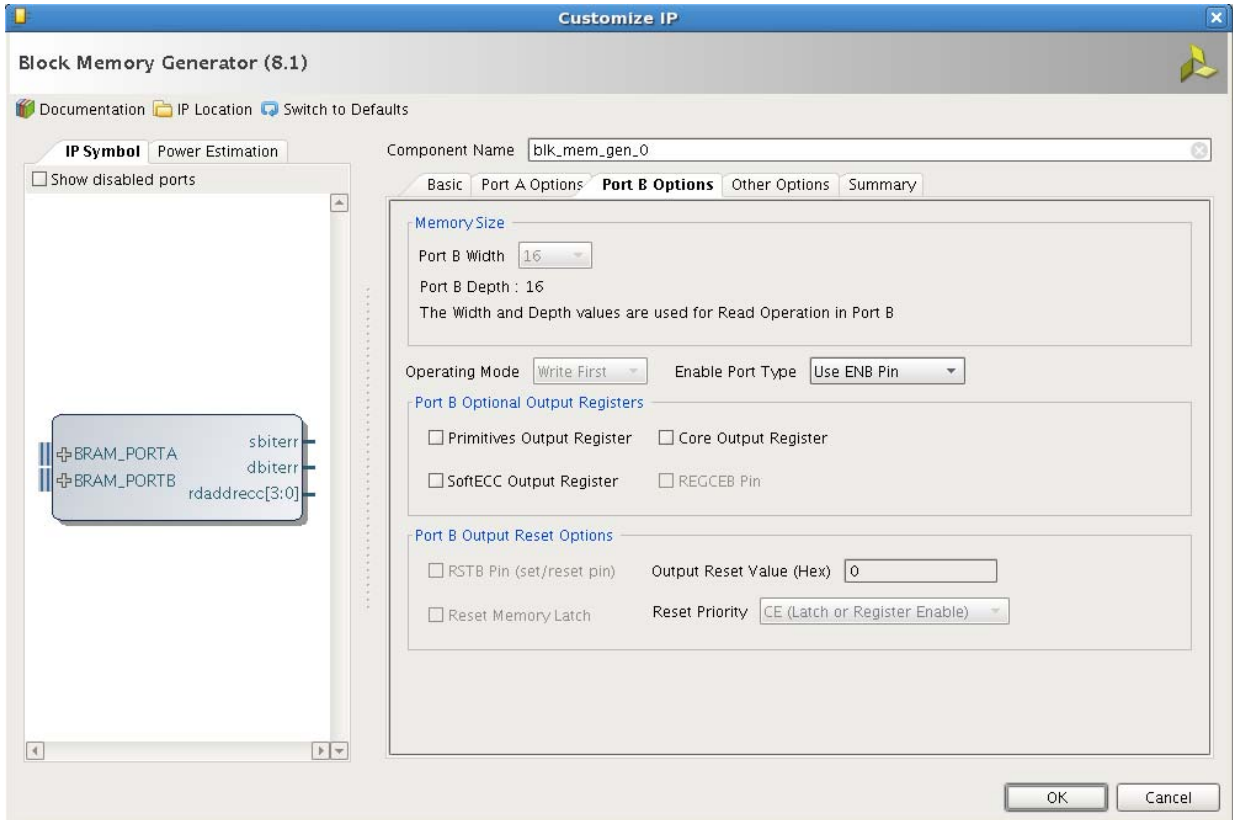 Customize IP
Block Memory Generator (8.1)
Documentation IP Location Switch to Defaults
IP Symbol Power Estimation
Show disabled ports
BRAM_PORTA
BRAM_PORTB
sbiterr
dbiterr
rdaddrecc[3:0]
Component Name blk_mem_gen_0
Basic Port A Options Port B Options Other Options Summary
Memory Size
Port B Width 16
Port B Depth : 16
The Width and Depth values are used for Read Operation in Port B
Operating Mode Write First Enable Port Type Use ENB Pin
Port B Optional Output Registers
Primitives Output Register Core Output Register
SoftECC Output Register REGCEB Pin
Port B Output Reset Options
RSTB Pin (set/reset pin) Output Reset Value (Hex) 0
Reset Memory Latch Reset Priority CE (Latch or Register Enable)
OK Cancel